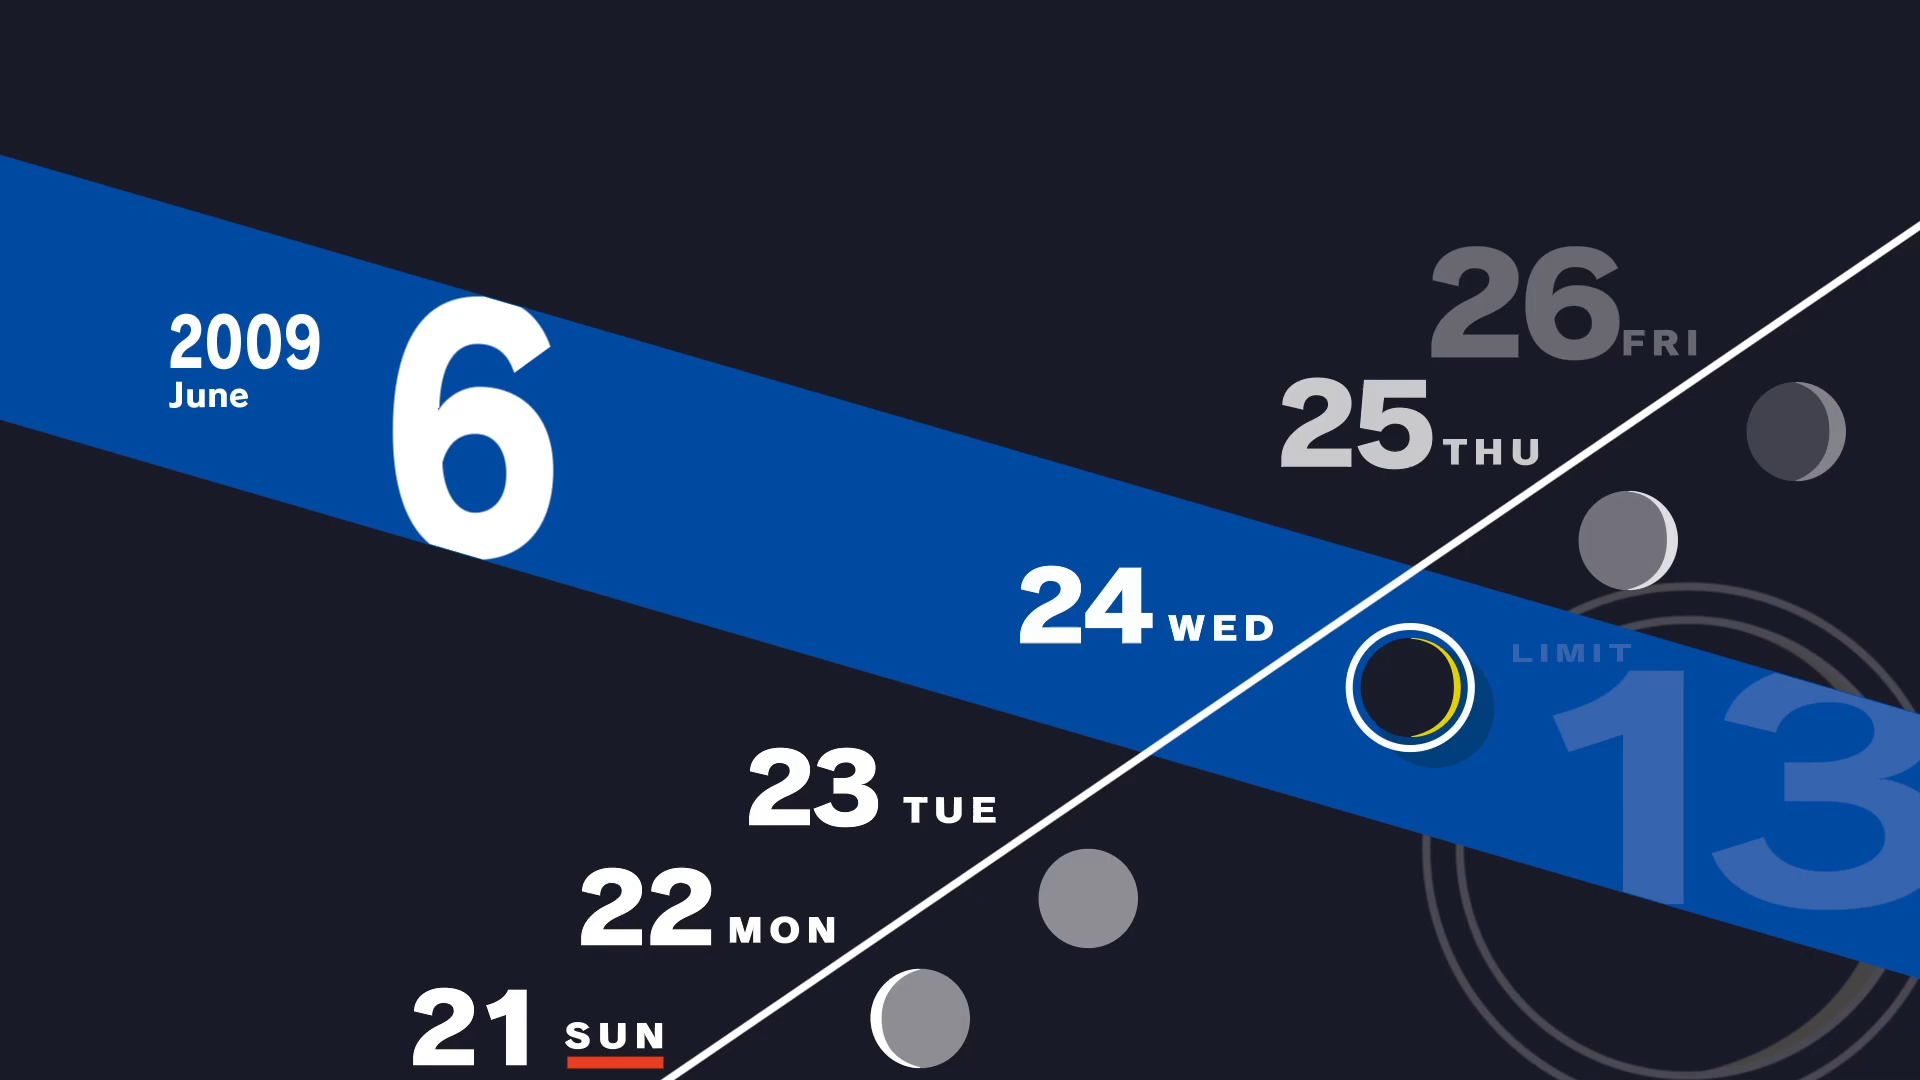 2009
June
6
26 FRI
25 THU
24 WED
LIMIT
13
23 TUE
22 MON
21 SUN